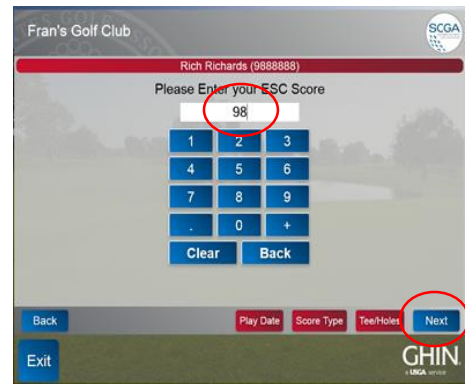 Fran's Golf Club
SCGA
Rich Richards (9888888)
Please Enter your ESC Score
98
1 2 3
4 5 6
7 8 9
. 0 +
Clear Back
Back Play Date Score Type Tee/Holes Next
Exit
GHIN
a USGA service